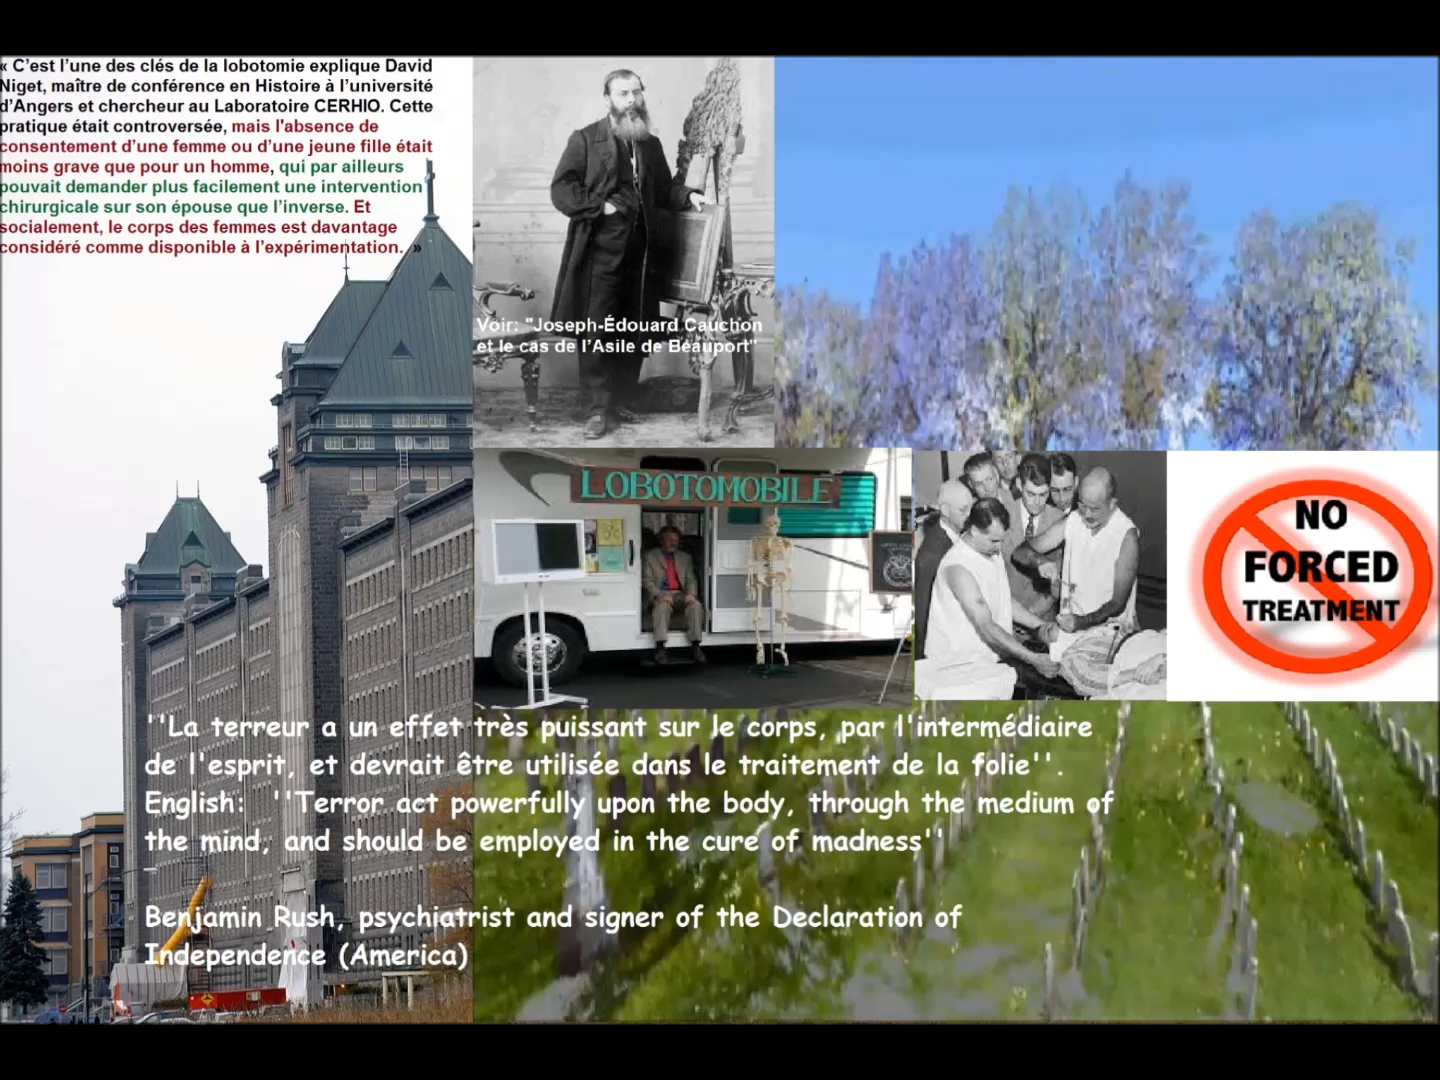 « C'est l'une des clés de la lobotomie explique David
Niget, maître de conférence en Histoire à l'université
d'Angers et chercheur au Laboratoire CERHIO. Cette
pratique était controversée, mais l'absence de
consentement d'une femme ou d'une jeune fille était
moins grave que pour un homme, qui par ailleurs
pouvait demander plus facilement une intervention
chirurgicale sur son épouse que l'inverse. Et
socialement, le corps des femmes est davantage
considéré comme disponible à l'expérimentation. »
Voir: "Joseph-Édouard Cauchon
et le cas de l'Asile de Beauport"
LOBOTOMOBILE
NO
FORCED
TREATMENT
''La terreur a un effet très puissant sur le corps, par l'intermédiaire
de l'esprit, et devrait être utilisée dans le traitement de la folie''.
English: ''Terror act powerfully upon the body, through the medium of
the mind, and should be employed in the cure of madness''
Benjamin Rush, psychiatrist and signer of the Declaration of
Independence (America)